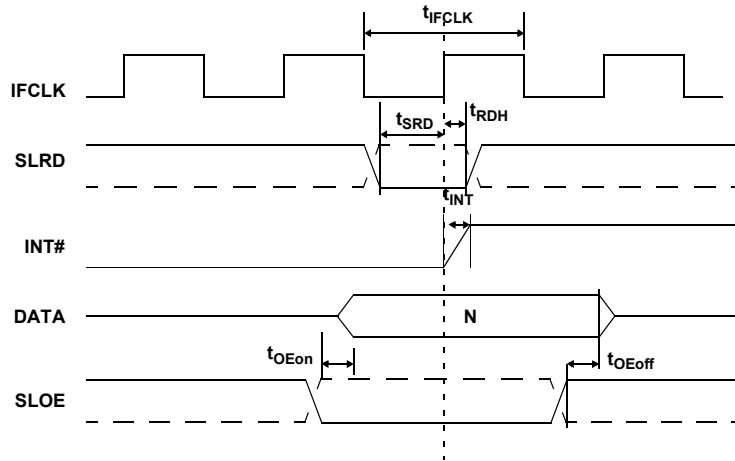 tIFCLK
IFCLK
tSRD
tRDH
SLRD
tINT
INT#
DATA
N
tOEon
tOEoff
SLOE